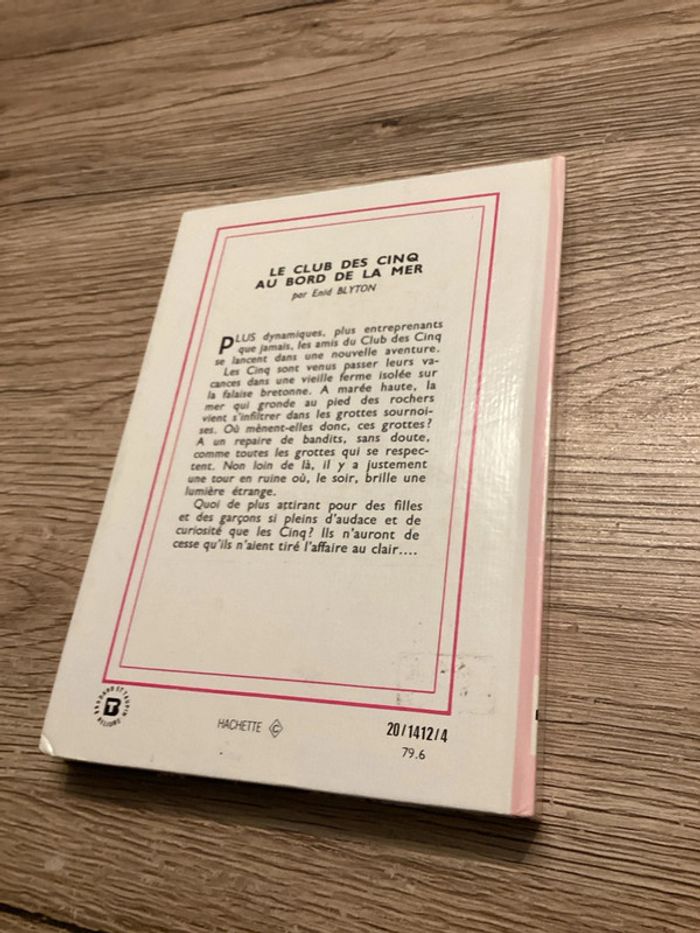 LE CLUB DES CINQ
AU BORD DE LA MER
par Enid BLYTON
PLUS dynamiques, plus entreprenants
que jamais, les amis du Club des Cinq
se lancent dans une nouvelle aventure.
Les Cinq sont venus passer leurs va-
cances dans une vieille ferme isolée sur
la falaise bretonne. A marée haute, la
mer qui gronde au pied des rochers
vient s'infiltrer dans les grottes sournoi-
ses. Où mènent-elles donc, ces grottes?
A un repaire de bandits, sans doute,
comme toutes les grottes qui se respec-
tent. Non loin de là, il y a justement
une tour en ruine où, le soir, brille une
lumière étrange.
Quoi de plus attirant pour des filles
et des garçons si pleins d'audace et de
curiosité que les Cinq? Ils n'auront de
cesse qu'ils n'aient tiré l'affaire au clair....
HACHETTE C
20/1412/4
79.6